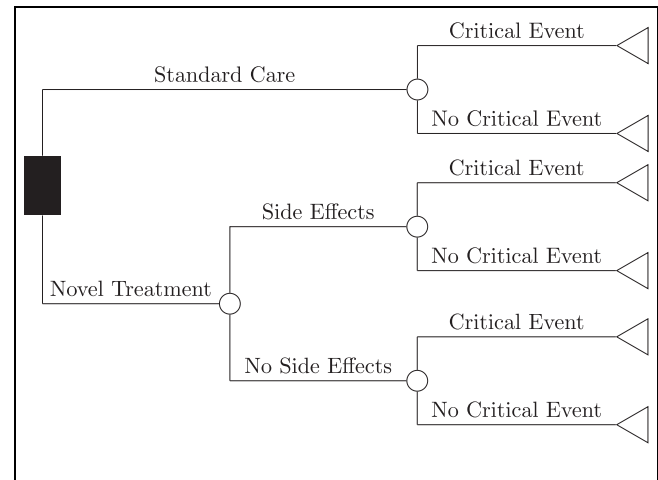 Critical Event
Standard Care
No Critical Event
Critical Event
Side Effects
No Critical Event
Novel Treatment
Critical Event
No Side Effects
No Critical Event